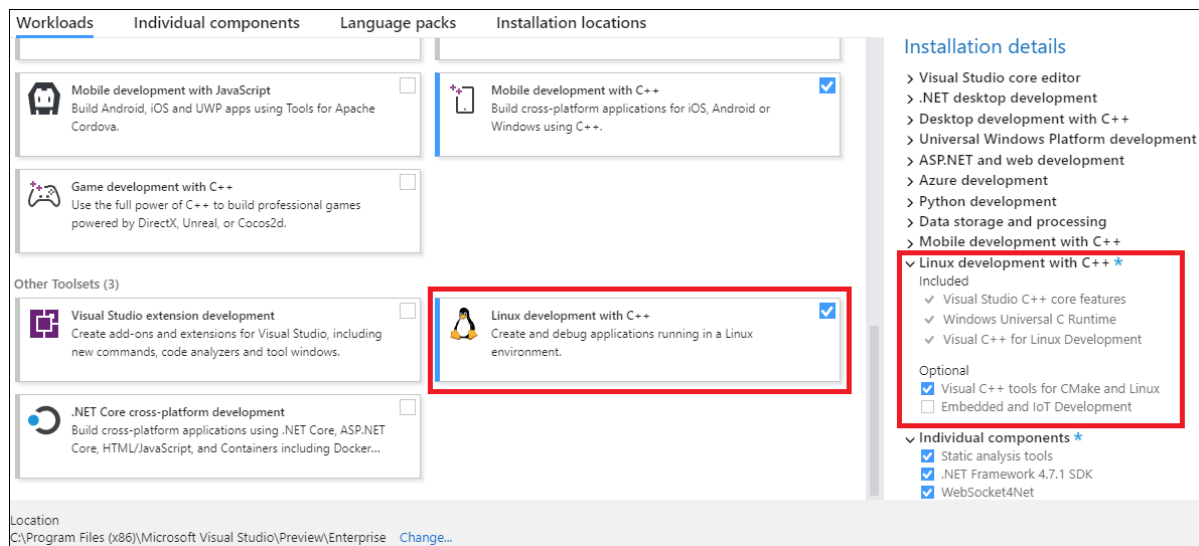 Workloads Individual components Language packs Installation locations
Mobile development with JavaScript
Build Android, iOS and UWP apps using Tools for Apache
Cordova.
Mobile development with C++
Build cross-platform applications for iOS, Android or
Windows using C++.
Game development with C++
Use the full power of C++ to build professional games
powered by DirectX, Unreal, or Cocos2d.
Other Toolsets (3)
Visual Studio extension development
Create add-ons and extensions for Visual Studio, including
new commands, code analyzers and tool windows.
Linux development with C++
Create and debug applications running in a Linux
environment.
.NET Core cross-platform development
Build cross-platform applications using .NET Core, ASP.NET
Core, HTML/JavaScript, and Containers including Docker...
Installation details
> Visual Studio core editor
> .NET desktop development
> Desktop development with C++
> Universal Windows Platform development
> ASP.NET and web development
> Azure development
> Python development
> Data storage and processing
> Mobile development with C++
Linux development with C++ *
Included
Visual Studio C++ core features
Windows Universal C Runtime
Visual C++ for Linux Development
Optional
Visual C++ tools for CMake and Linux
Embedded and IoT Development
Individual components *
Static analysis tools
.NET Framework 4.7.1 SDK
WebSocket4Net
Location
C:\Program Files (x86)\Microsoft Visual Studio\Preview\Enterprise Change...